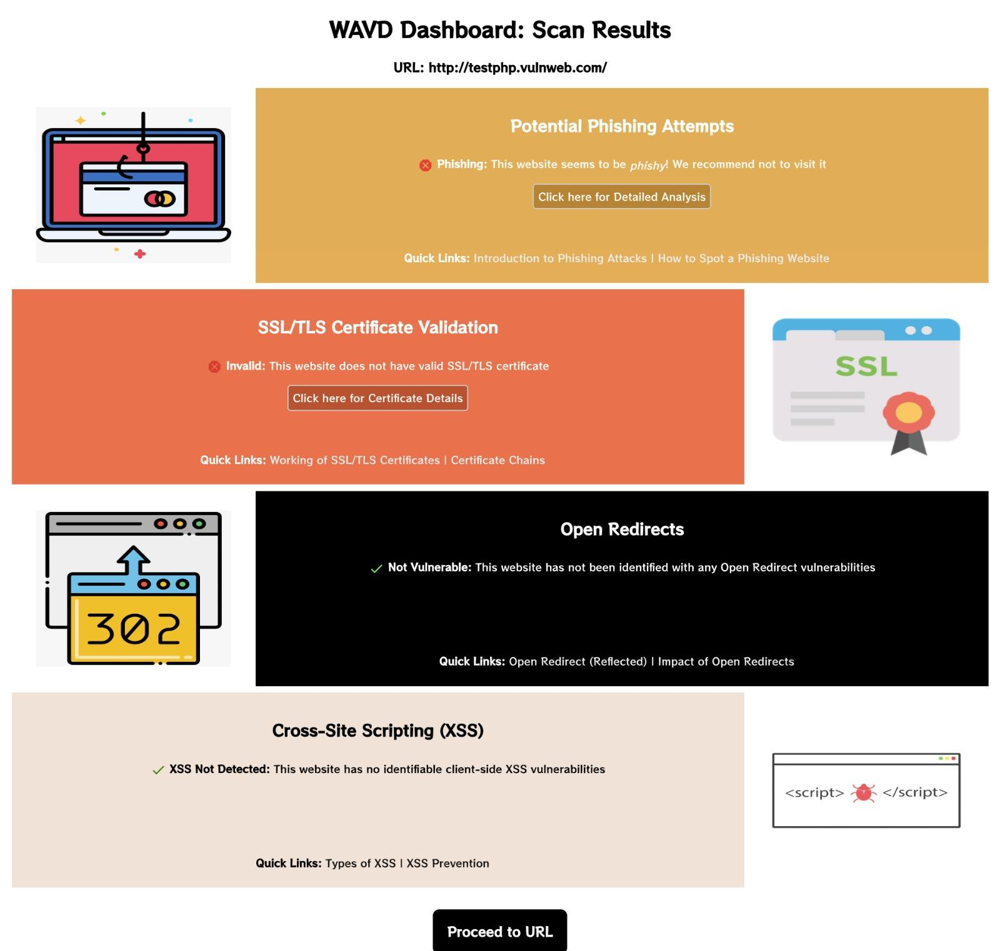 WAVD Dashboard: Scan Results
URL: http://testphp.vulnweb.com/
Potential Phishing Attempts
Phishing: This website seems to be phishy! We recommend not to visit it
Click here for Detailed Analysis
Quick Links: Introduction to Phishing Attacks | How to Spot a Phishing Website
SSL/TLS Certificate Validation
Invalid: This website does not have valid SSL/TLS certificate
Click here for Certificate Details
Quick Links: Working of SSL/TLS Certificates | Certificate Chains
SSL
302
Open Redirects
Not Vulnerable: This website has not been identified with any Open Redirect vulnerabilities
Quick Links: Open Redirect (Reflected) | Impact of Open Redirects
Cross-Site Scripting (XSS)
XSS Not Detected: This website has no identifiable client-side XSS vulnerabilities
Quick Links: Types of XSS | XSS Prevention
<script> </script>
Proceed to URL